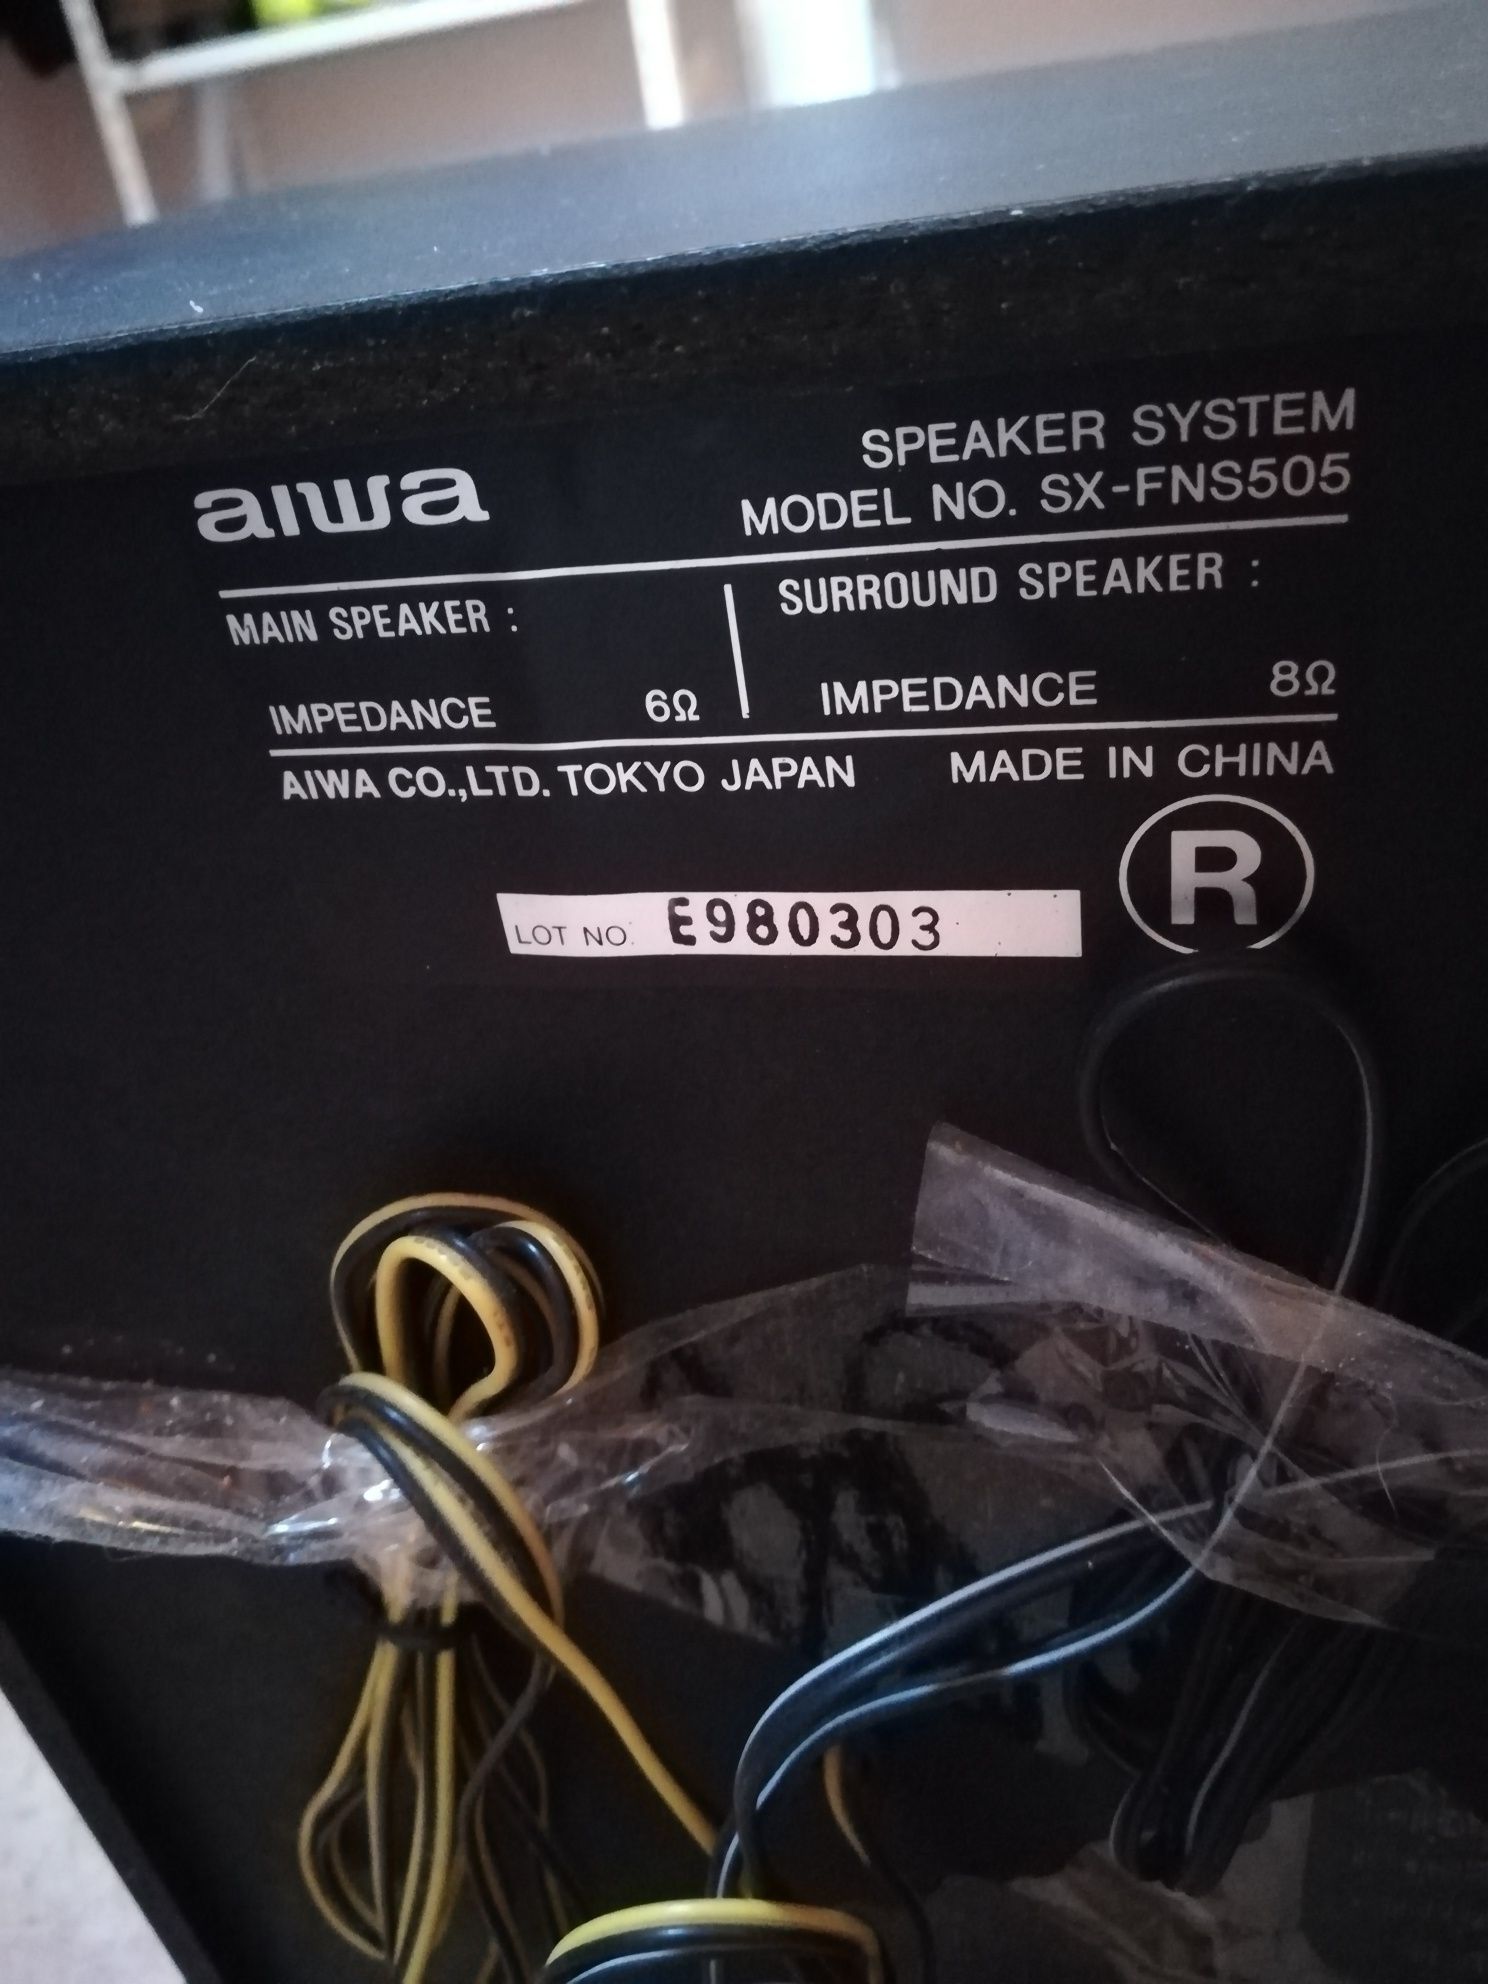 aiwa
SPEAKER SYSTEM
MODEL NO. SX-FNS505
MAIN SPEAKER :
IMPEDANCE 6Ω
SURROUND SPEAKER :
IMPEDANCE 8Ω
AIWA CO.,LTD. TOKYO JAPAN MADE IN CHINA
R
LOT NO. E980303